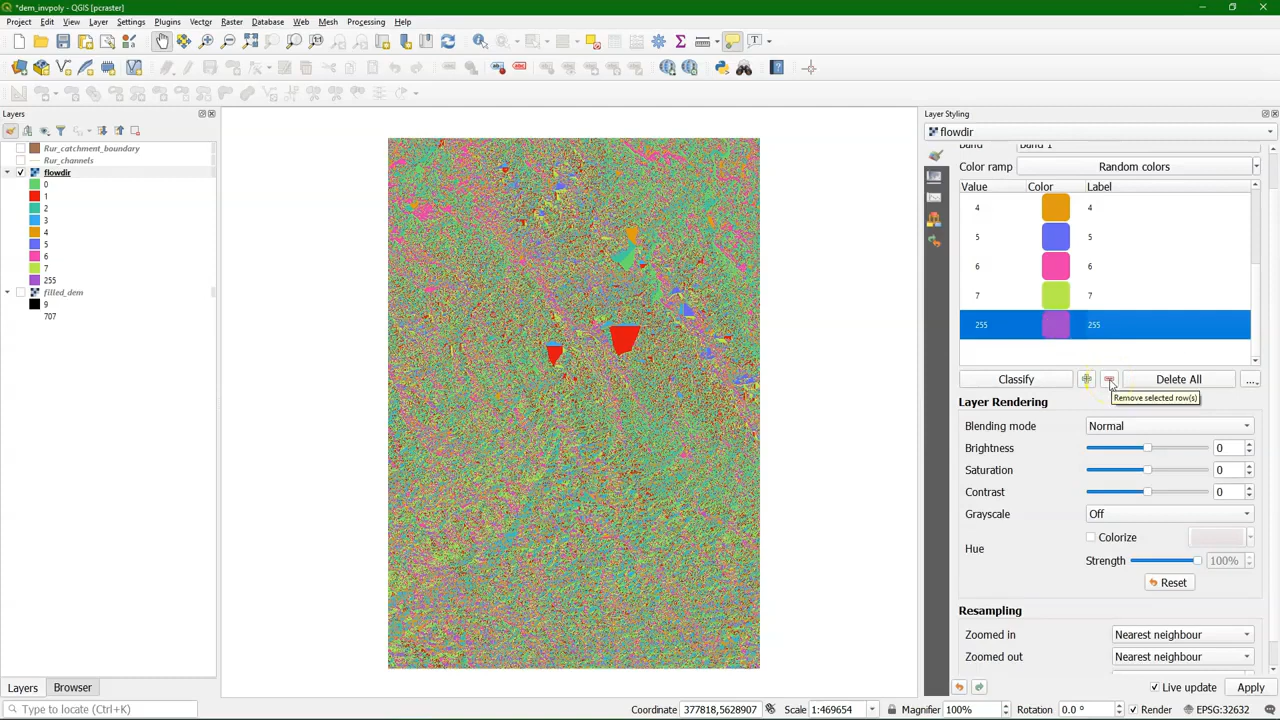 *dem_invpoly - QGIS [pcraster]
Project Edit View Layer Settings Plugins Vector Raster Database Web Mesh Processing Help
Layers
Rur_catchment_boundary
Rur_channels
flowdir
0
1
2
3
4
5
6
7
255
filled_dem
9
707
Layers Browser
Type to locate (Ctrl+K)
Layer Styling
flowdir
Band Band 1
Color ramp Random colors
Value Color Label
4 4
5 5
6 6
7 7
255 255
Classify Delete All ...
Remove selected row(s)
Layer Rendering
Blending mode Normal
Brightness 0
Saturation 0
Contrast 0
Grayscale Off
Hue Colorize
Strength 100%
Reset
Resampling
Zoomed in Nearest neighbour
Zoomed out Nearest neighbour
Live update Apply
Coordinate 377818,5628907 Scale 1:469654 Magnifier 100% Rotation 0.0 ° Render EPSG:32632